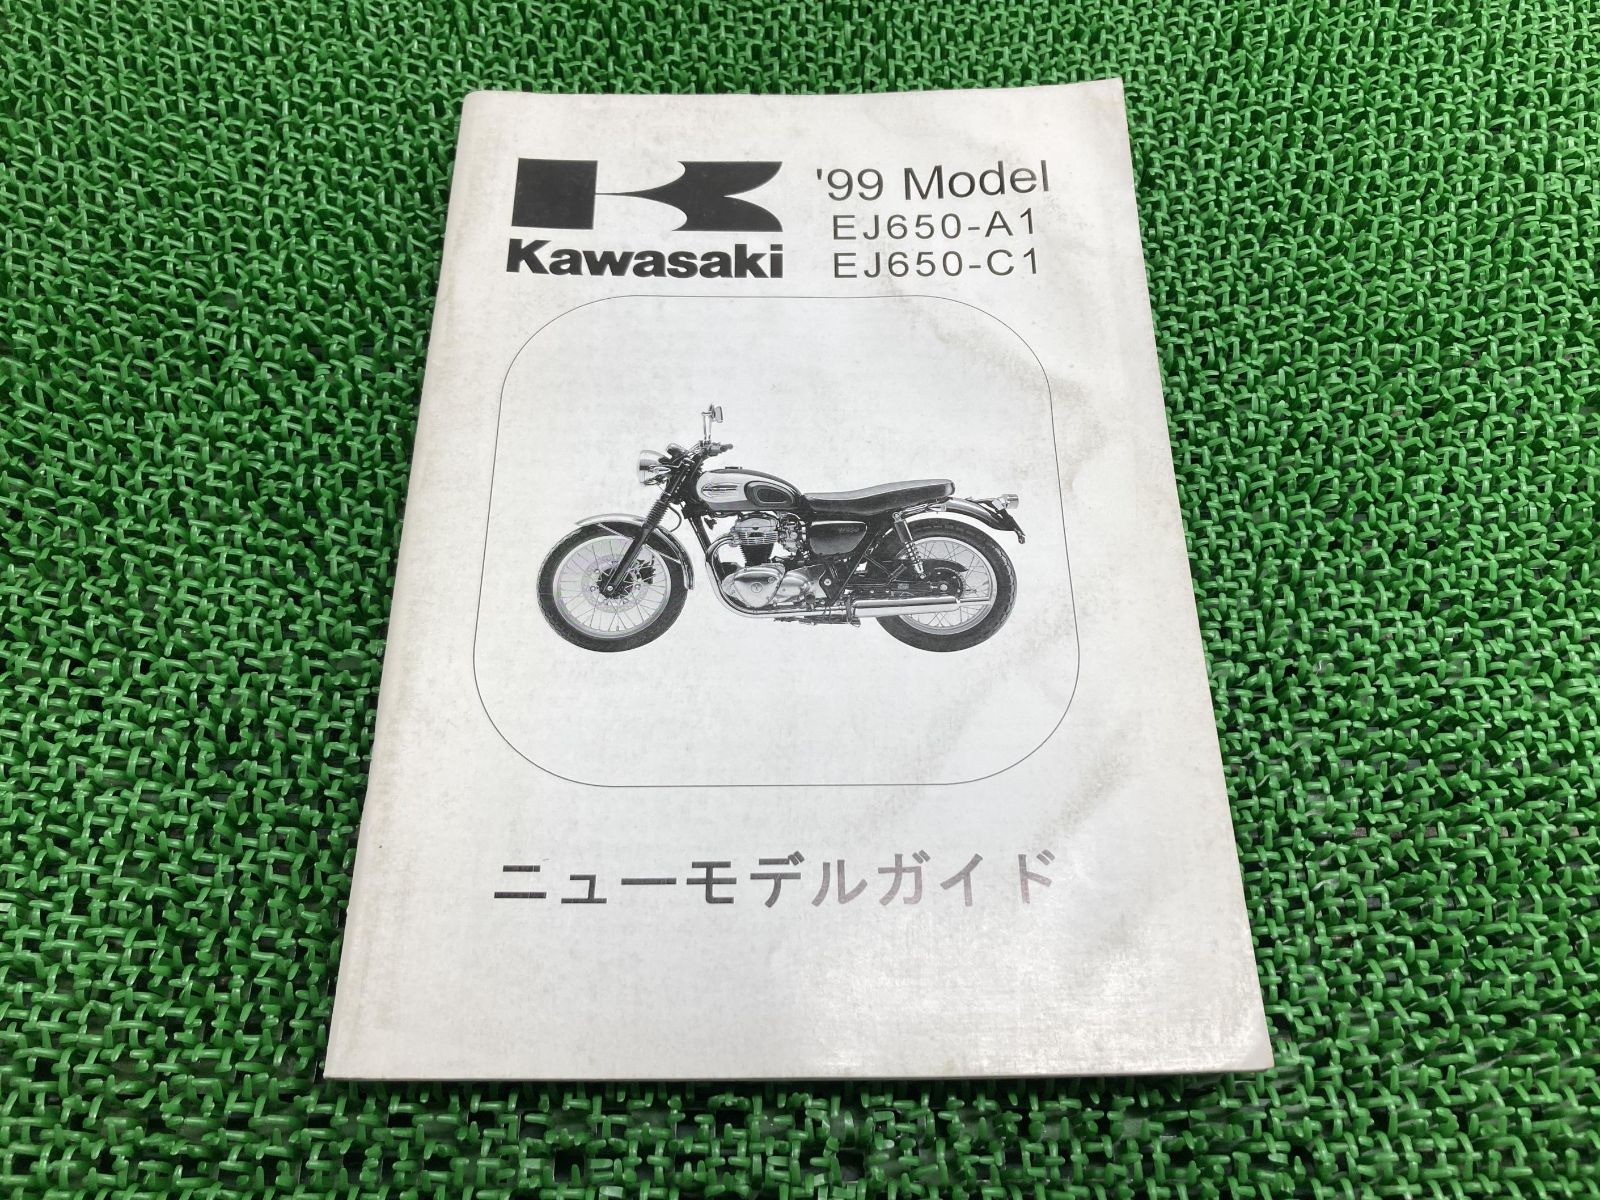 '99 Model
EJ650-A1
EJ650-C1
Kawasaki
ニューモデルガイド